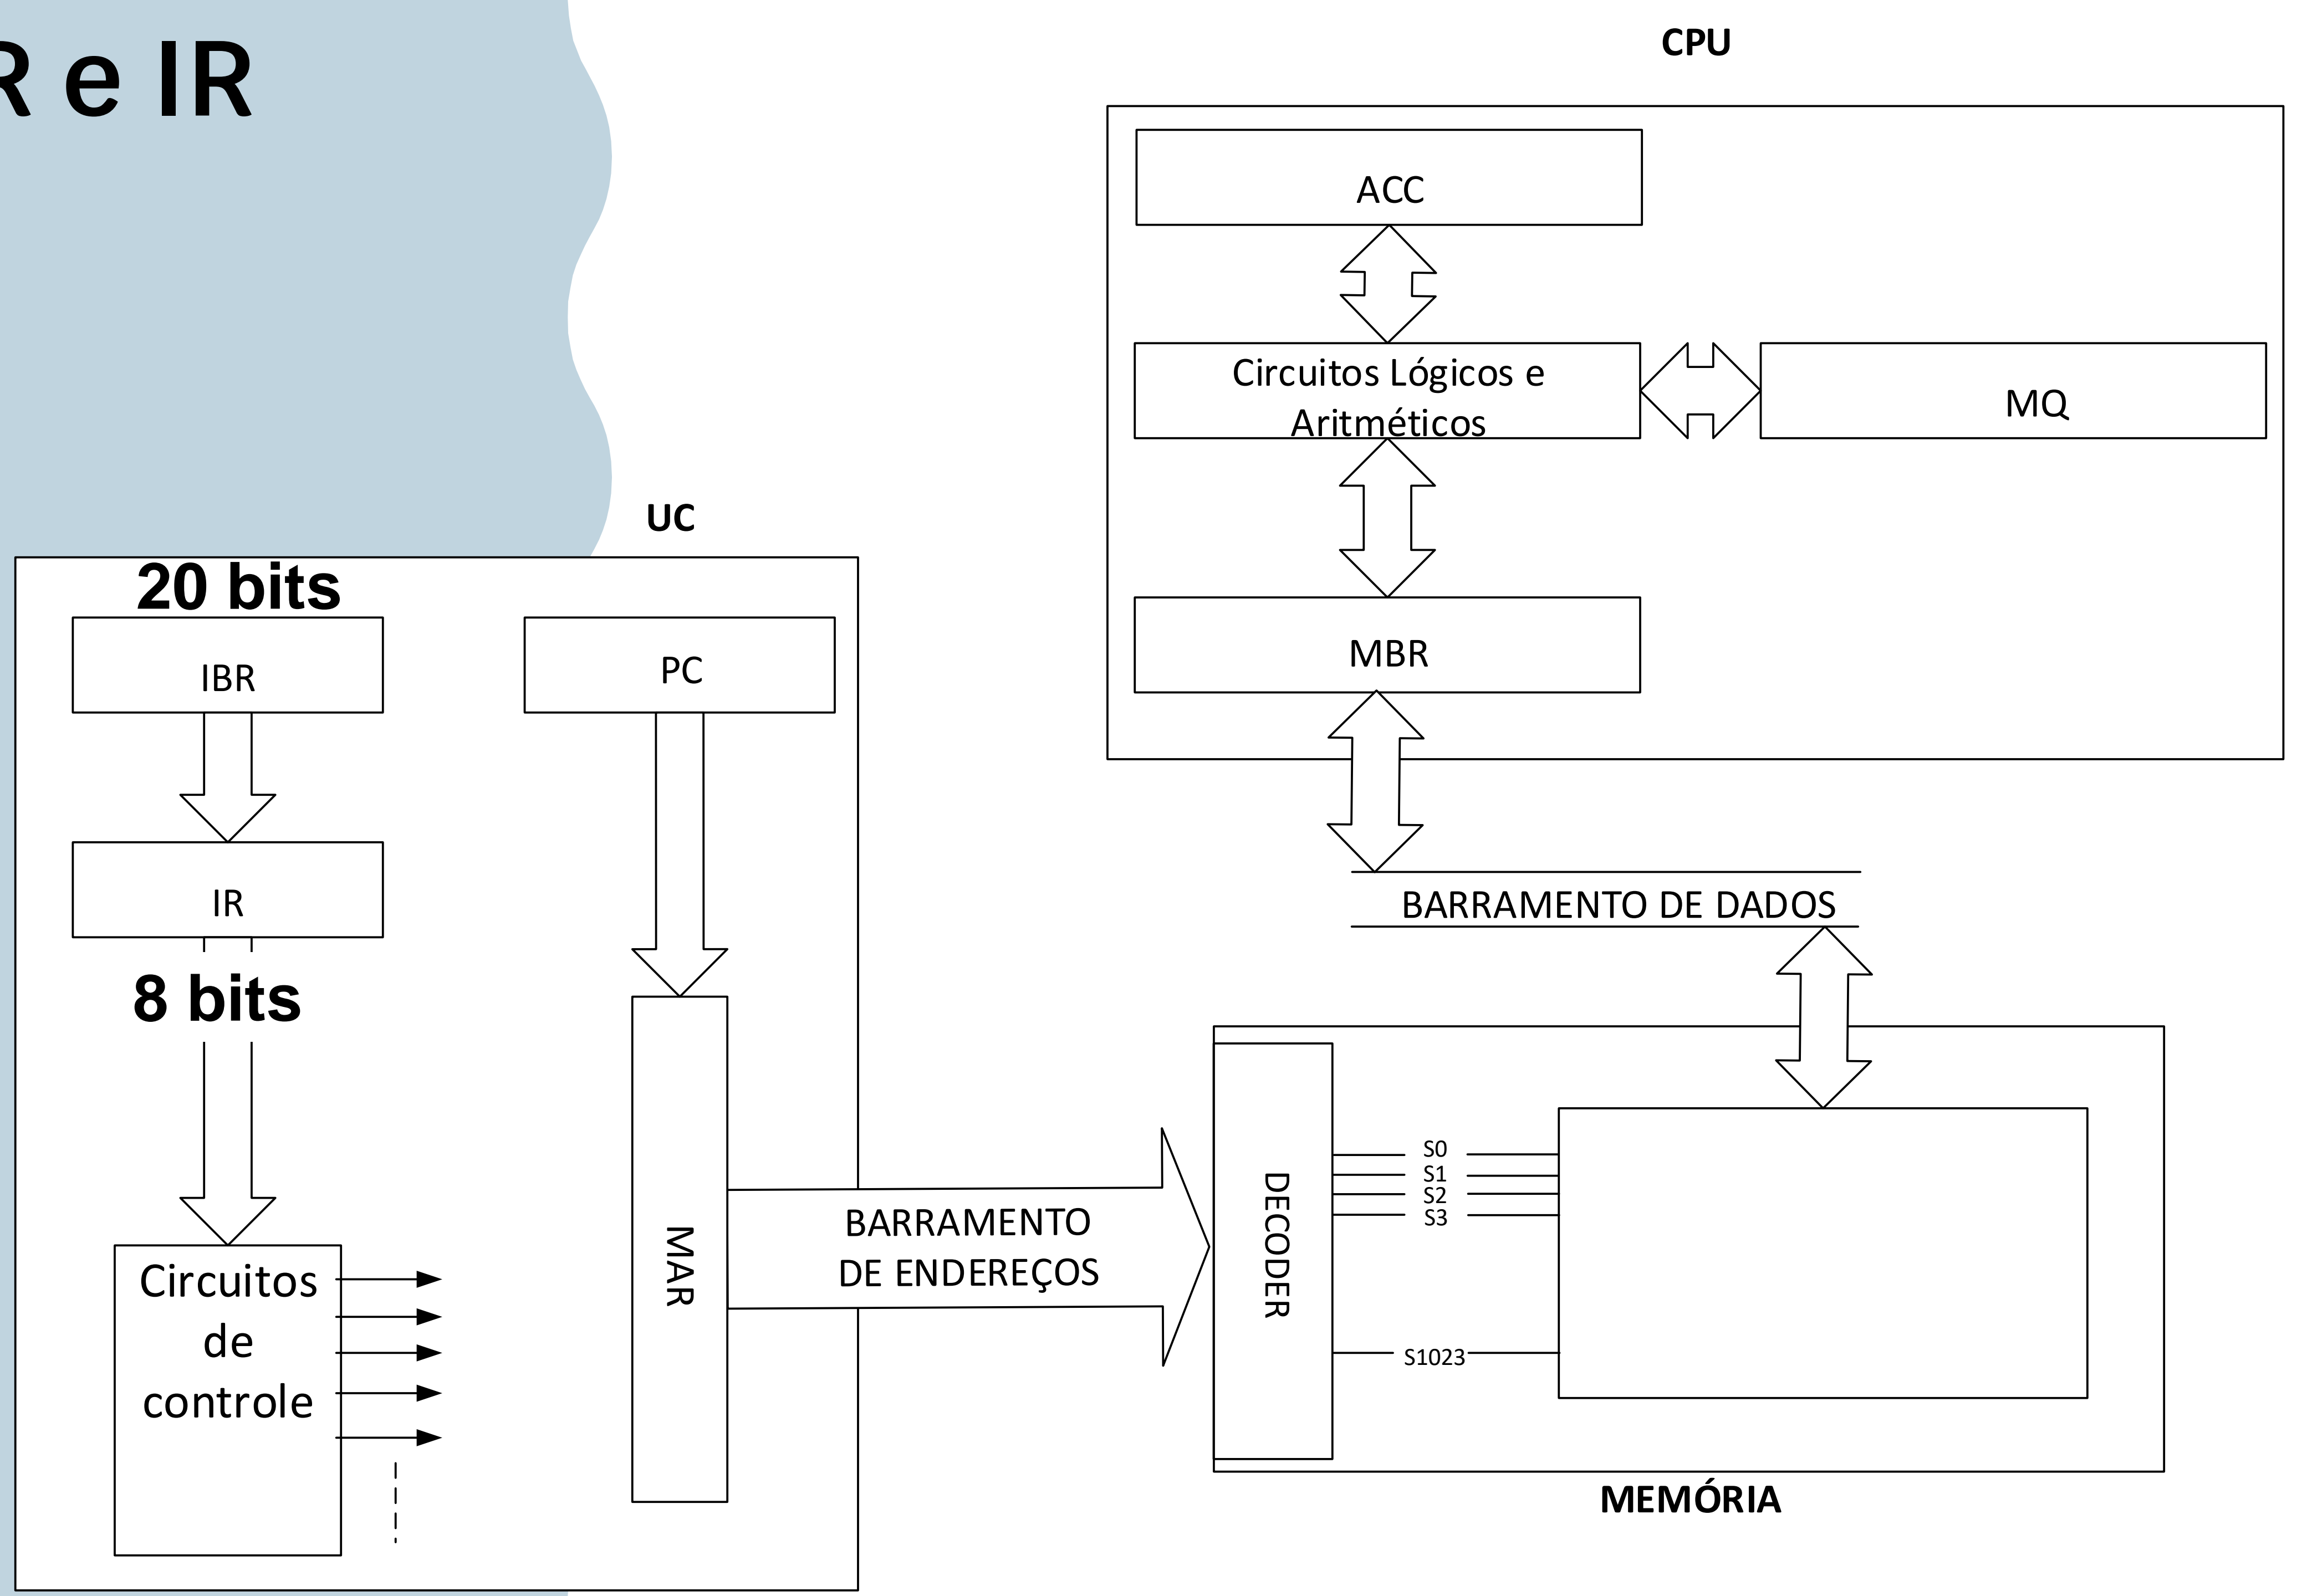 R e IR
CPU
ACC
Circuitos Lógicos e
Aritméticos
MQ
MBR
UC
20 bits
IBR
PC
IR
8 bits
Circuitos
de
controle
MAR
BARRAMENTO
DE ENDEREÇOS
BARRAMENTO DE DADOS
DECODER
S0
S1
S2
S3
S1023
MEMÓRIA